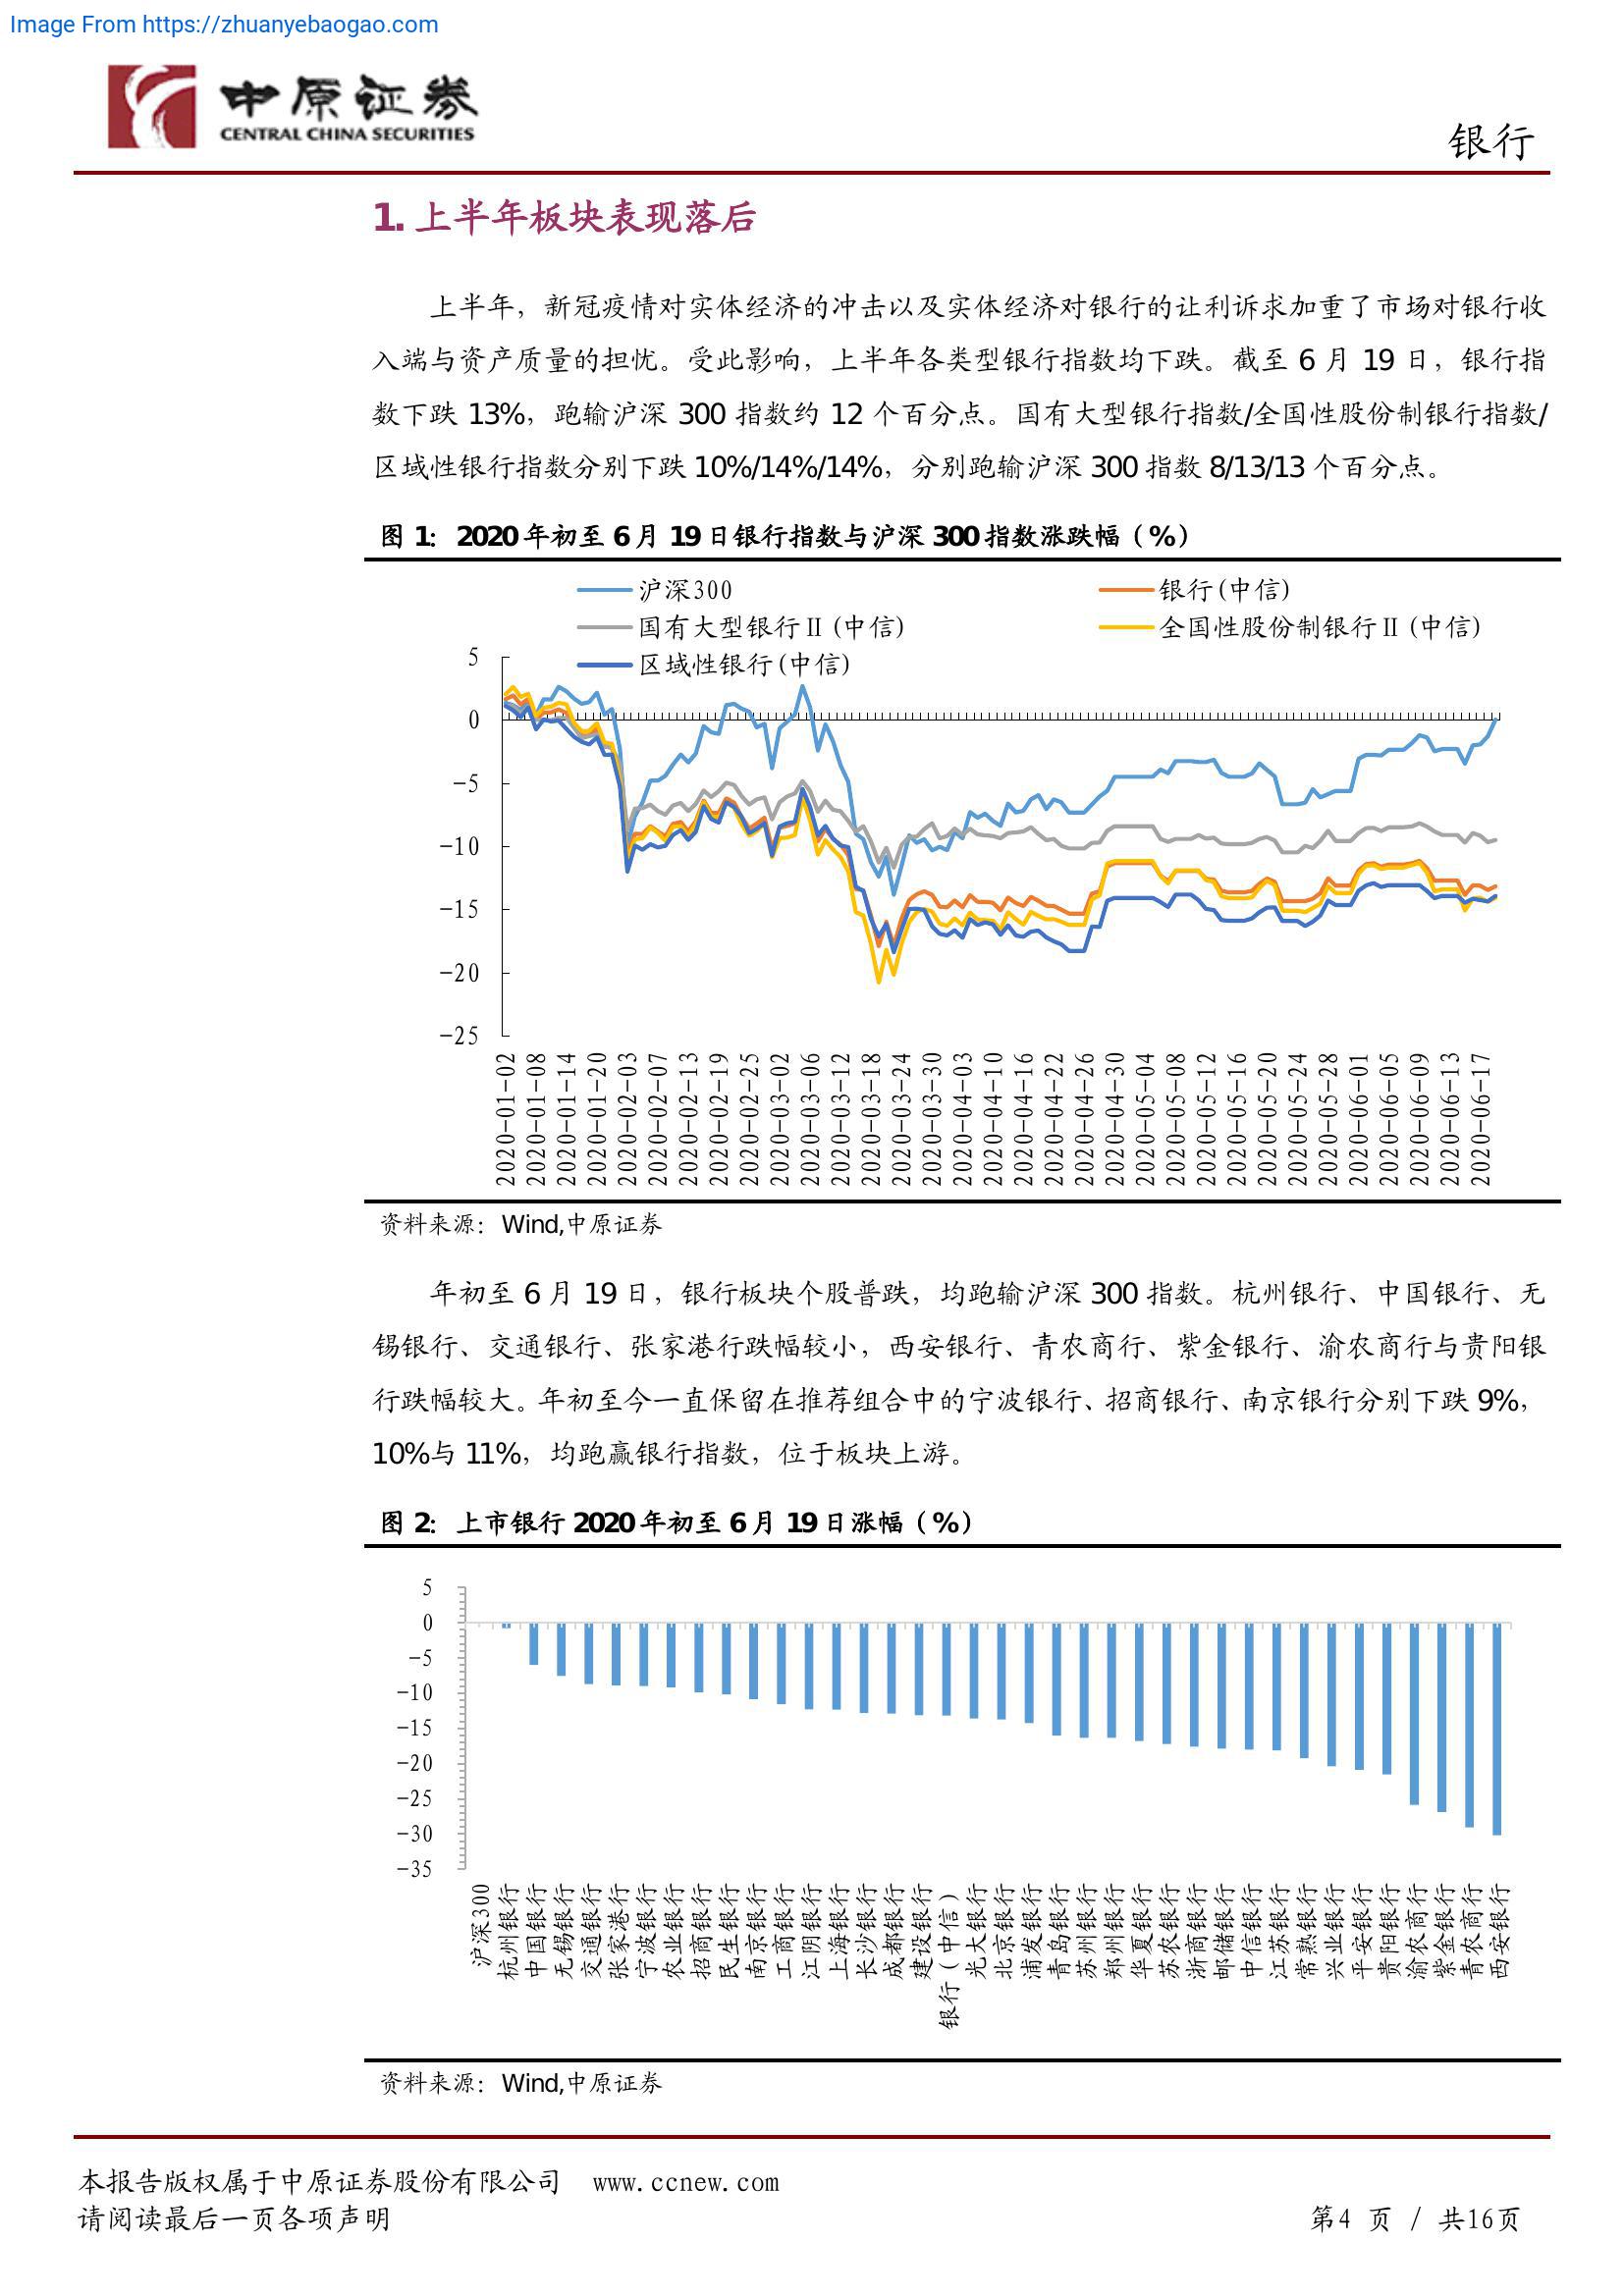 Image From https://zhuanyebaogao.com
中原证券
CENTRAL CHINA SECURITIES
银行
1. 上半年板块表现落后
上半年，新冠疫情对实体经济的冲击以及实体经济对银行的让利诉求加重了市场对银行收
入端与资产质量的担忧。受此影响，上半年各类型银行指数均下跌。截至 6 月 19 日，银行指
数下跌 13%，跑输沪深 300 指数约 12 个百分点。国有大型银行指数/全国性股份制银行指数/
区域性银行指数分别下跌 10%/14%/14%，分别跑输沪深 300 指数 8/13/13 个百分点。
图 1： 2020 年初至 6 月 19 日银行指数与沪深 300 指数涨跌幅（%）
沪深300
银行(中信)
国有大型银行Ⅱ(中信)
全国性股份制银行Ⅱ(中信)
区域性银行(中信)
5
0
-5
-10
-15
-20
-25
2020-01-02
2020-01-08
2020-01-14
2020-01-20
2020-02-03
2020-02-07
2020-02-13
2020-02-19
2020-02-25
2020-03-02
2020-03-06
2020-03-12
2020-03-18
2020-03-24
2020-03-30
2020-04-03
2020-04-10
2020-04-16
2020-04-22
2020-04-26
2020-04-30
2020-05-04
2020-05-08
2020-05-12
2020-05-16
2020-05-20
2020-05-24
2020-05-28
2020-06-01
2020-06-05
2020-06-09
2020-06-13
2020-06-17
资料来源：Wind,中原证券
年初至 6 月 19 日，银行板块个股普跌，均跑输沪深 300 指数。杭州银行、中国银行、无
锡银行、交通银行、张家港行跌幅较小，西安银行、青农商行、紫金银行、渝农商行与贵阳银
行跌幅较大。年初至今一直保留在推荐组合中的宁波银行、招商银行、南京银行分别下跌 9%，
10%与 11%，均跑赢银行指数，位于板块上游。
图 2： 上市银行 2020 年初至 6 月 19 日涨幅（%）
5
0
-5
-10
-15
-20
-25
-30
-35
沪深300
杭州银行
中国银行
无锡银行
交通银行
张家港行
宁波银行
农业银行
招商银行
民生银行
南京银行
工商银行
江阴银行
上海银行
长沙银行
成都银行
建设银行
银行（中信）
光大银行
北京银行
浦发银行
青岛银行
苏州银行
郑州银行
华夏银行
苏农银行
浙商银行
邮储银行
中信银行
江苏银行
常熟银行
兴业银行
平安银行
贵阳银行
渝农商行
紫金银行
青农商行
西安银行
资料来源：Wind,中原证券
本报告版权属于中原证券股份有限公司 www.ccnew.com
请阅读最后一页各项声明
第4 页 / 共16页